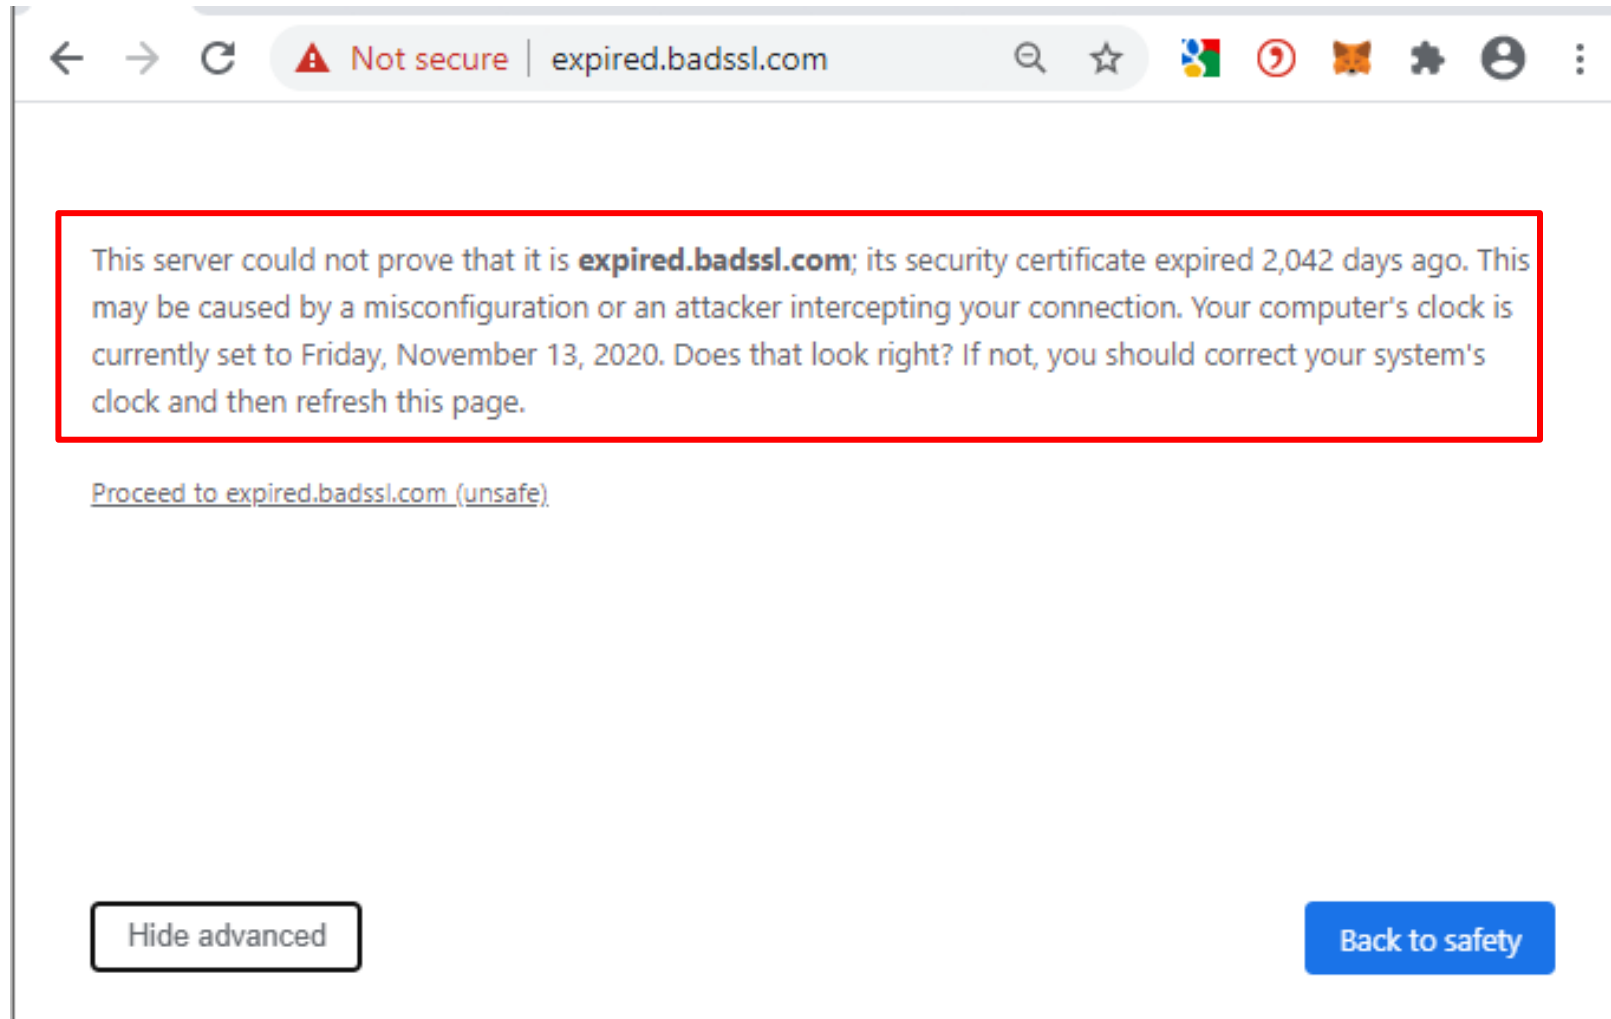 Not secure | expired.badssl.com
This server could not prove that it is expired.badssl.com; its security certificate expired 2,042 days ago. This
may be caused by a misconfiguration or an attacker intercepting your connection. Your computer's clock is
currently set to Friday, November 13, 2020. Does that look right? If not, you should correct your system's
clock and then refresh this page.
Proceed to expired.badssl.com (unsafe)
Hide advanced
Back to safety